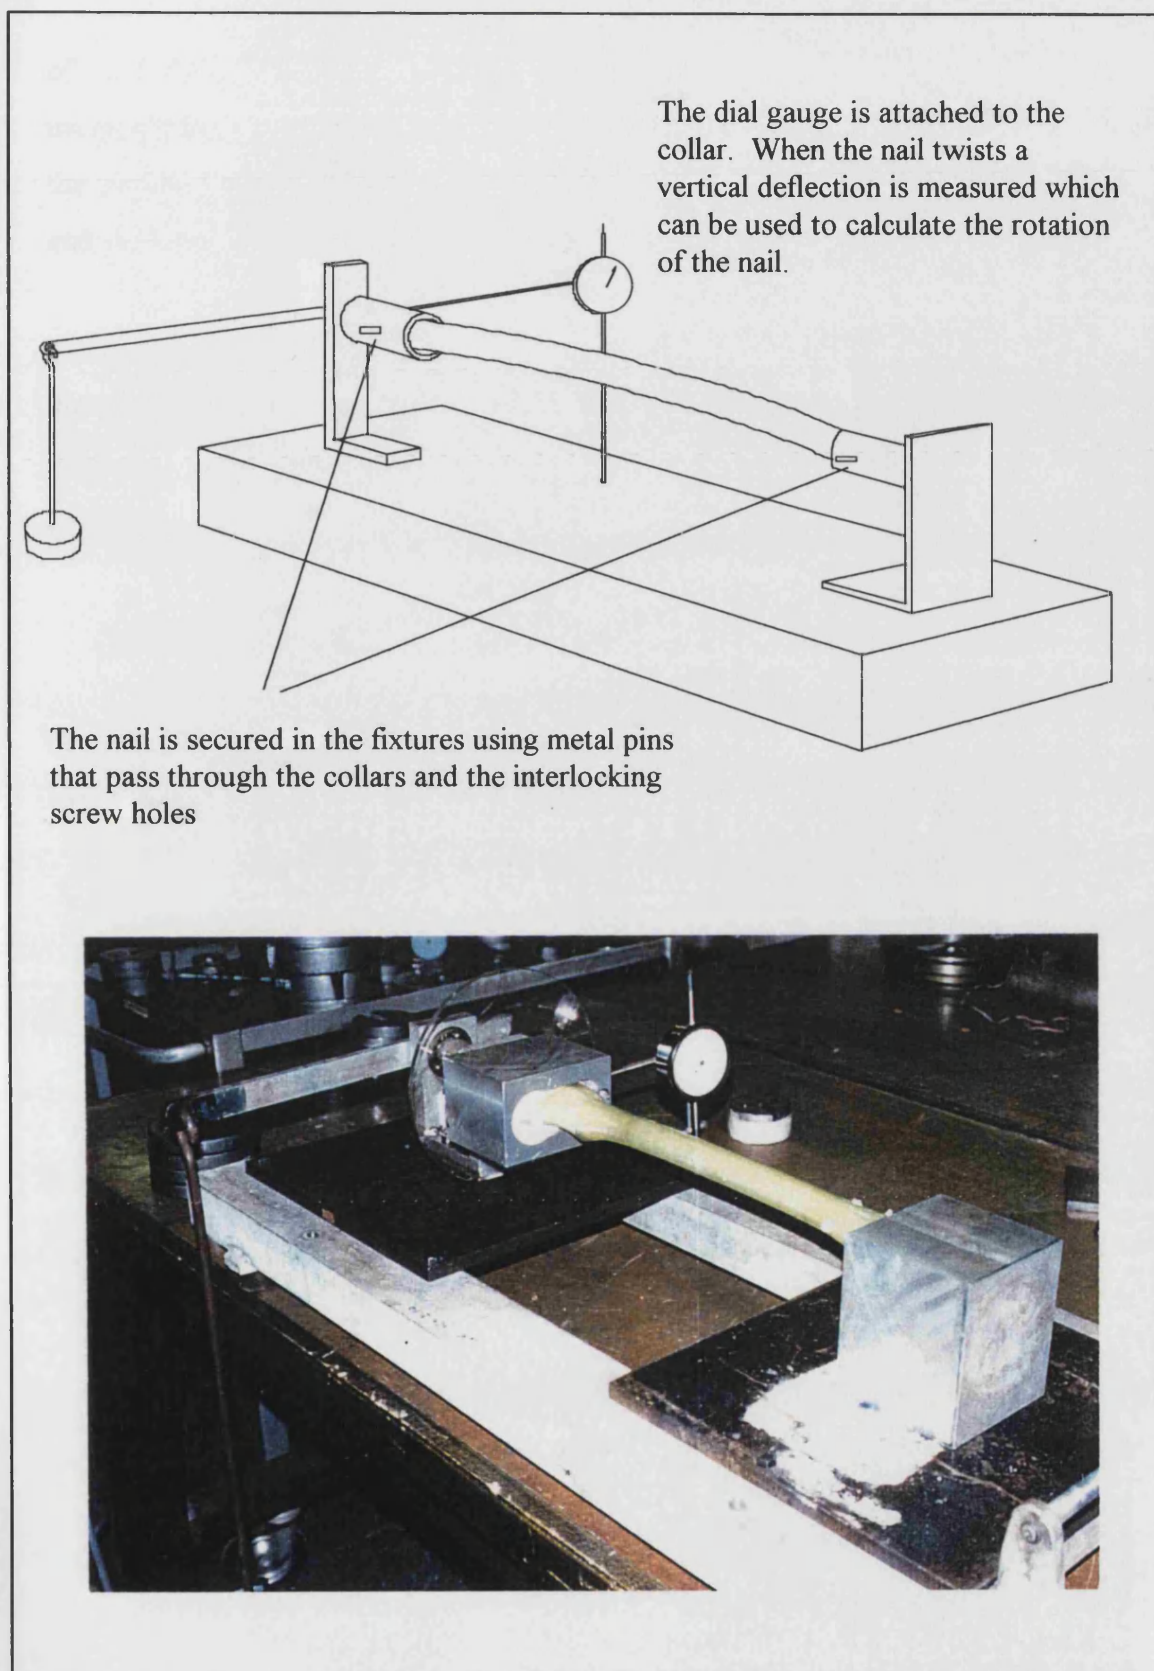 The dial gauge is attached to the
collar. When the nail twists a
vertical deflection is measured which
can be used to calculate the rotation
of the nail.
The nail is secured in the fixtures using metal pins
that pass through the collars and the interlocking
screw holes